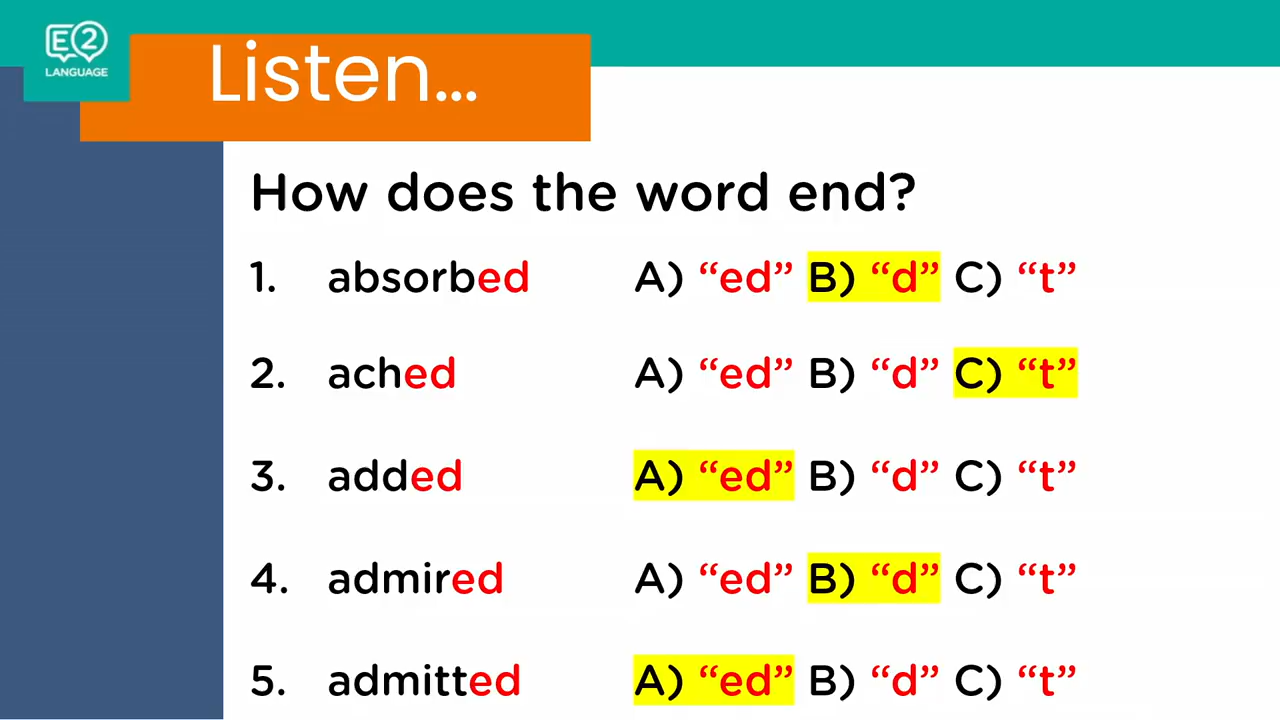 E2
LANGUAGE
Listen...
How does the word end?
1. absorbed A) “ed” B) “d” C) “t”
2. ached A) “ed” B) “d” C) “t”
3. added A) “ed” B) “d” C) “t”
4. admired A) “ed” B) “d” C) “t”
5. admitted A) “ed” B) “d” C) “t”